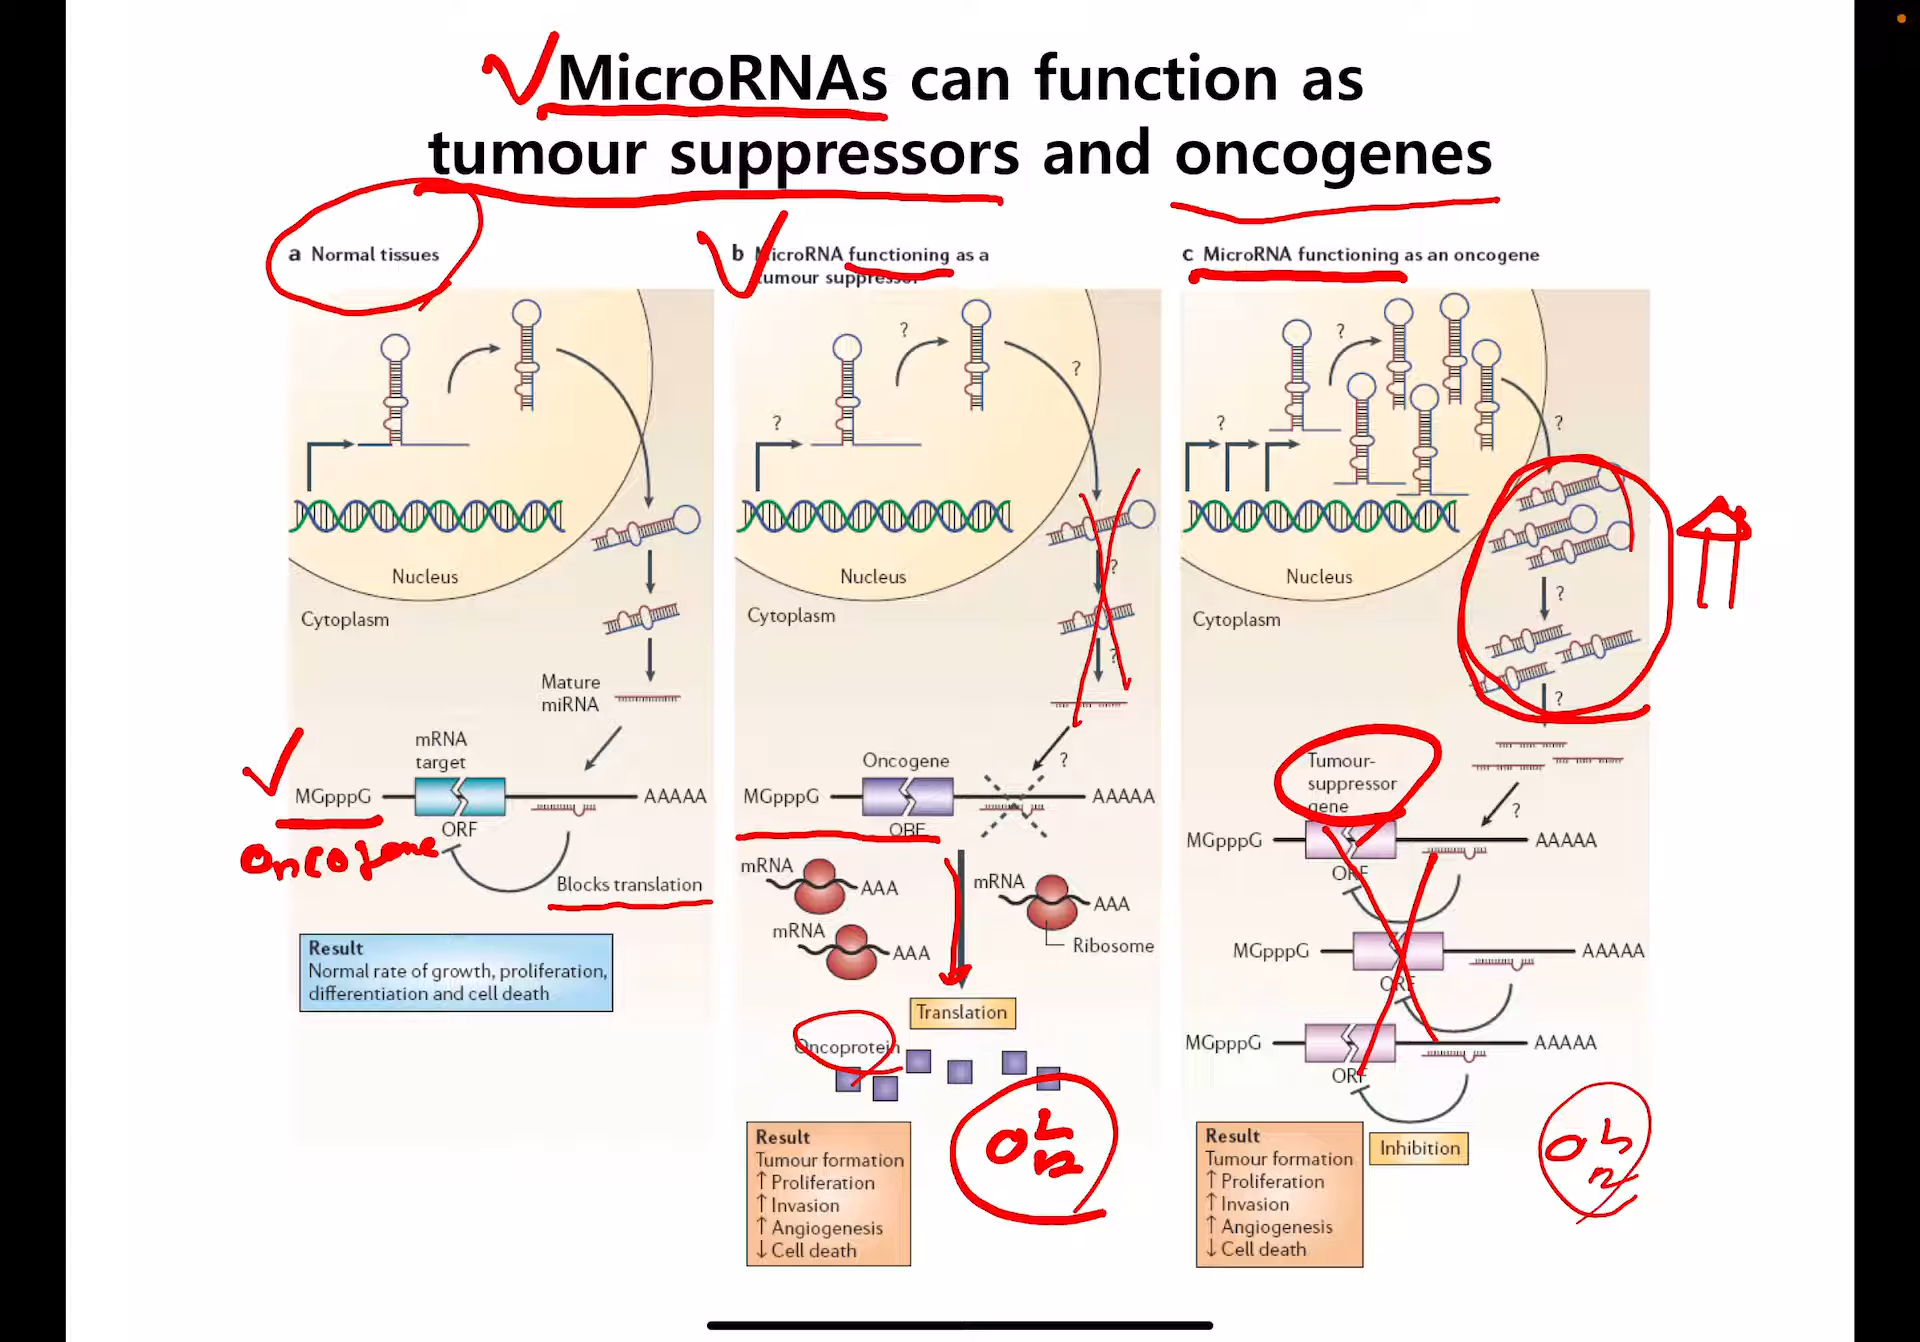 MicroRNAs can function as
tumour suppressors and oncogenes
a Normal tissues
Nucleus
Cytoplasm
Mature
miRNA
mRNA
target
MGpppG
AAAAA
ORF
oncogene
Blocks translation
Result
Normal rate of growth, proliferation,
differentiation and cell death
b MicroRNA functioning as a
tumour suppressor
?
?
?
Nucleus
Cytoplasm
?
?
Oncogene
?
MGpppG
AAAAA
ORF
mRNA
AAA
mRNA
AAA
mRNA
AAA
Ribosome
Translation
Oncoprotein
암
Result
Tumour formation
↑ Proliferation
↑ Invasion
↑ Angiogenesis
↓ Cell death
c MicroRNA functioning as an oncogene
?
?
?
Nucleus
Cytoplasm
?
?
Tumour-
suppressor
gene
?
MGpppG
AAAAA
ORF
MGpppG
AAAAA
ORF
MGpppG
AAAAA
ORF
Inhibition
Result
Tumour formation
↑ Proliferation
↑ Invasion
↑ Angiogenesis
↓ Cell death